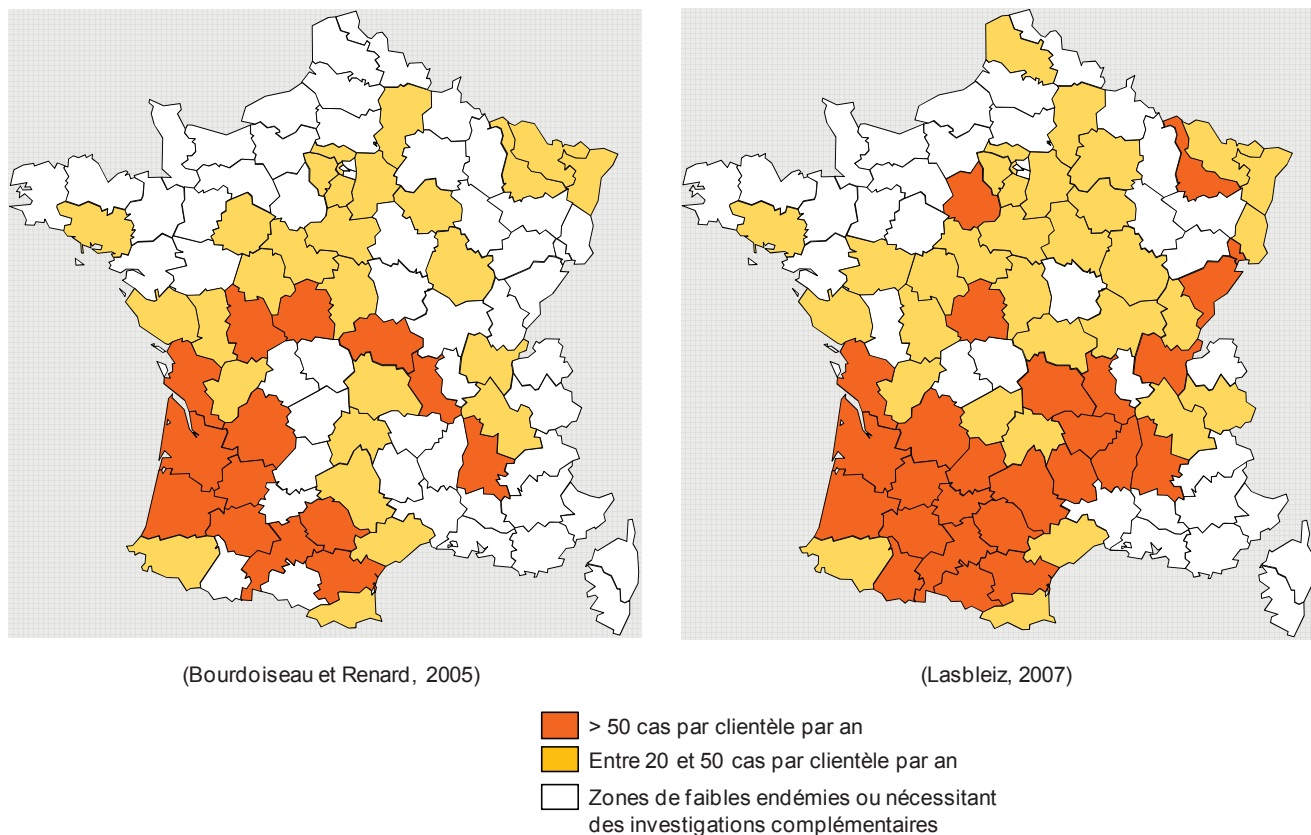 (Bourdoiseau et Renard, 2005)
(Lasbleiz, 2007)
> 50 cas par clientèle par an
Entre 20 et 50 cas par clientèle par an
Zones de faibles endémies ou nécessitant
des investigations complémentaires